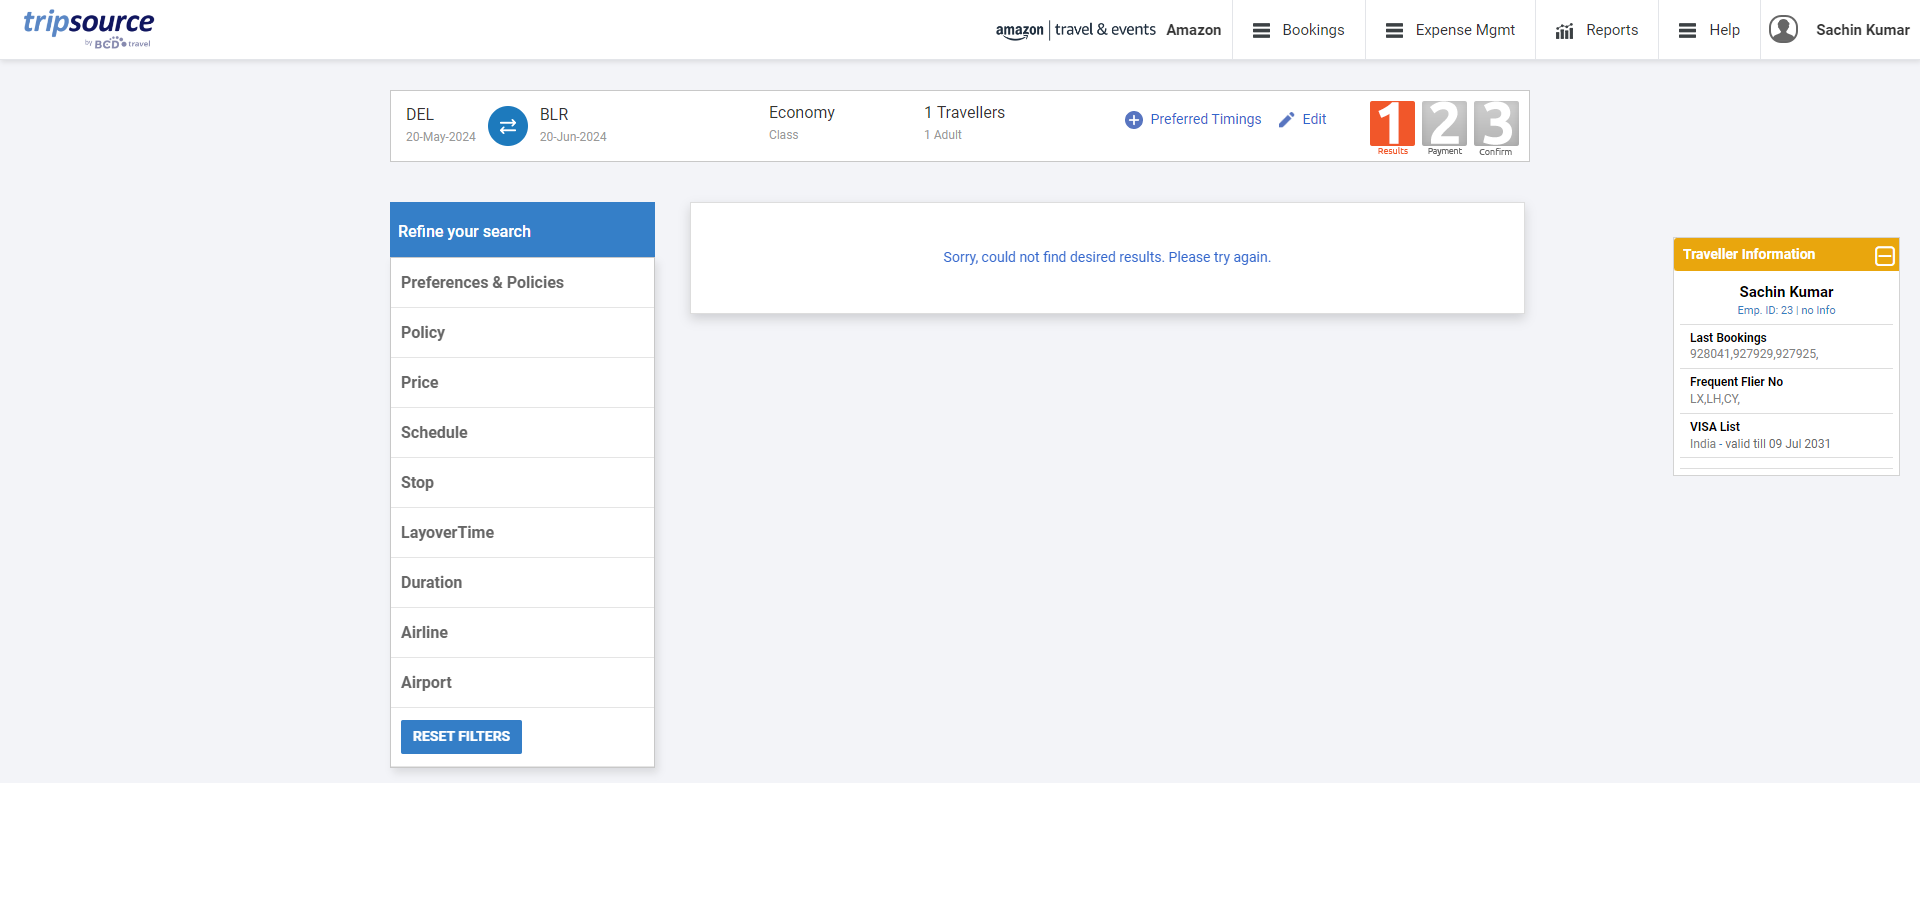 tripsource
by BCD travel
amazon | travel & events Amazon
Bookings
Expense Mgmt
Reports
Help
Sachin Kumar
DEL
20-May-2024
BLR
20-Jun-2024
Economy
Class
1 Travellers
1 Adult
Preferred Timings
Edit
1
Results
2
Payment
3
Confirm
Refine your search
Preferences & Policies
Policy
Price
Schedule
Stop
LayoverTime
Duration
Airline
Airport
RESET FILTERS
Sorry, could not find desired results. Please try again.
Traveller Information
Sachin Kumar
Emp. ID: 23 | no Info
Last Bookings
928041,927929,927925,
Frequent Flier No
LX,LH,CY,
VISA List
India - valid till 09 Jul 2031